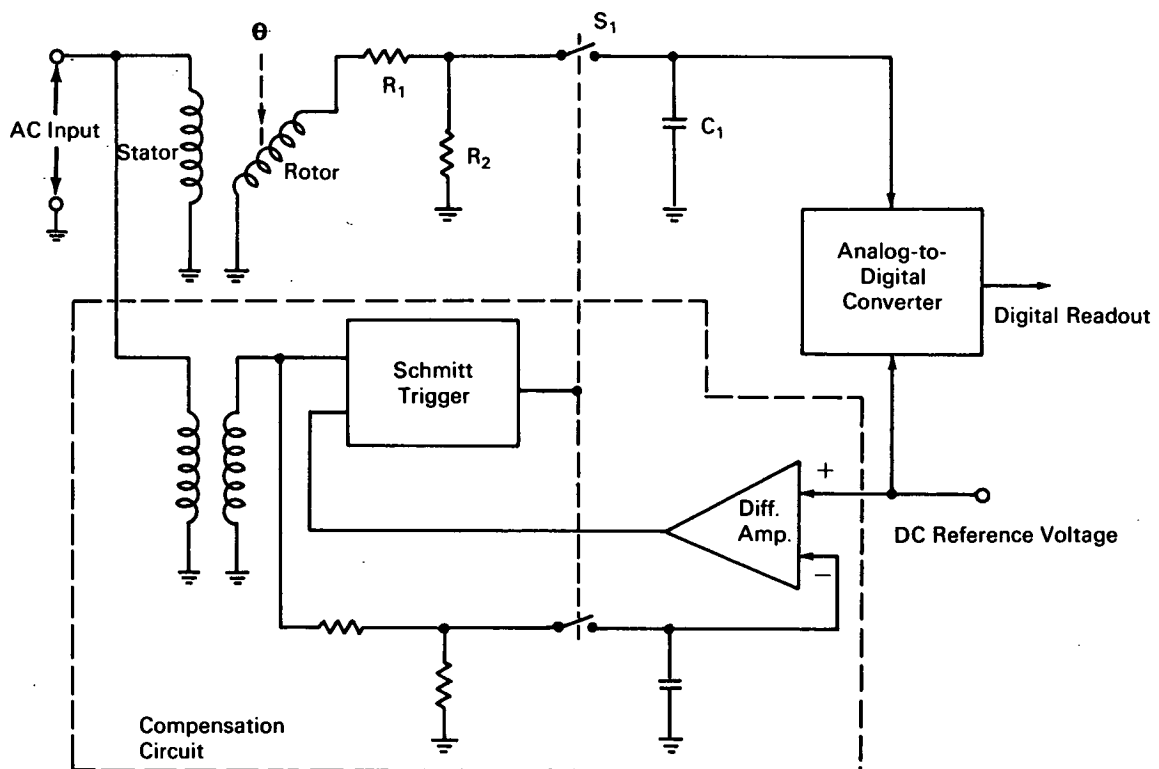 θ
S1
R1
AC Input
Stator
Rotor
R2
C1
Analog-to-
Digital
Converter
Digital Readout
Schmitt
Trigger
+
Diff.
Amp.
−
DC Reference Voltage
Compensation
Circuit